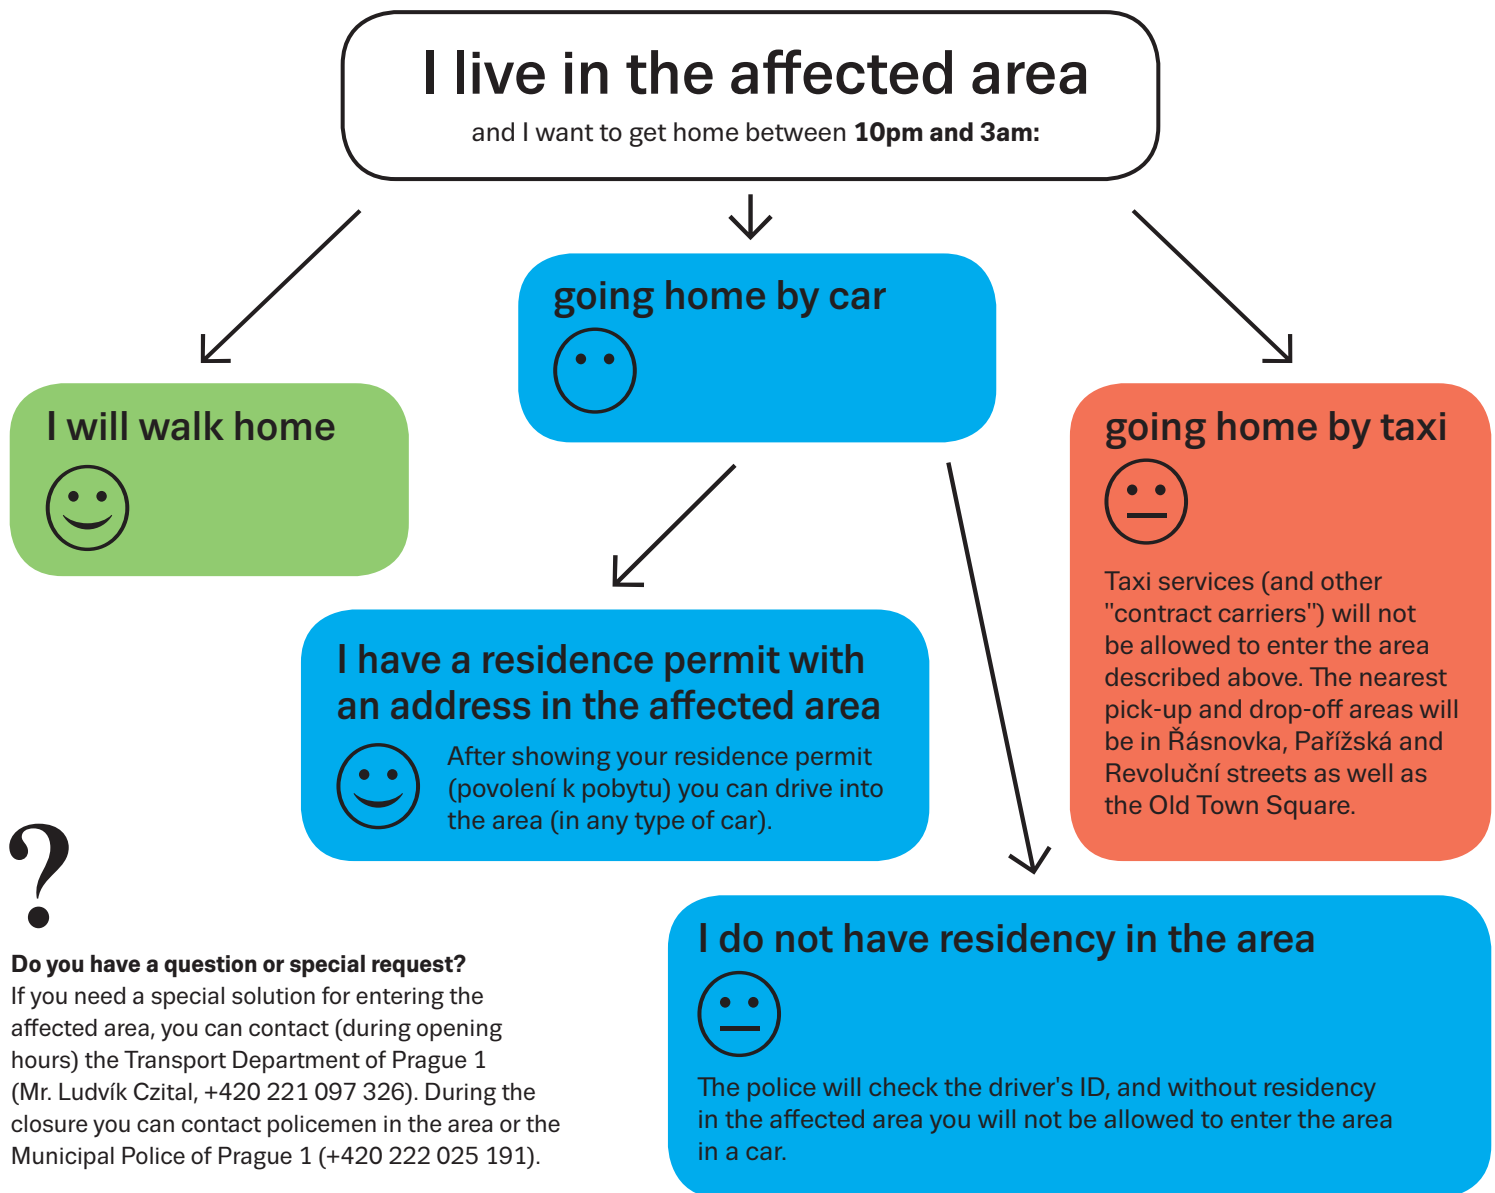 I live in the affected area
and I want to get home between 10pm and 3am:
going home by car
I will walk home
going home by taxi
Taxi services (and other
"contract carriers") will not
be allowed to enter the area
described above. The nearest
pick-up and drop-off areas will
be in Řásnovka, Pařížská and
Revoluční streets as well as
the Old Town Square.
I have a residence permit with
an address in the affected area
After showing your residence permit
(povolení k pobytu) you can drive into
the area (in any type of car).
?
Do you have a question or special request?
If you need a special solution for entering the
affected area, you can contact (during opening
hours) the Transport Department of Prague 1
(Mr. Ludvík Czital, +420 221 097 326). During the
closure you can contact policemen in the area or the
Municipal Police of Prague 1 (+420 222 025 191).
I do not have residency in the area
The police will check the driver's ID, and without residency
in the affected area you will not be allowed to enter the area
in a car.